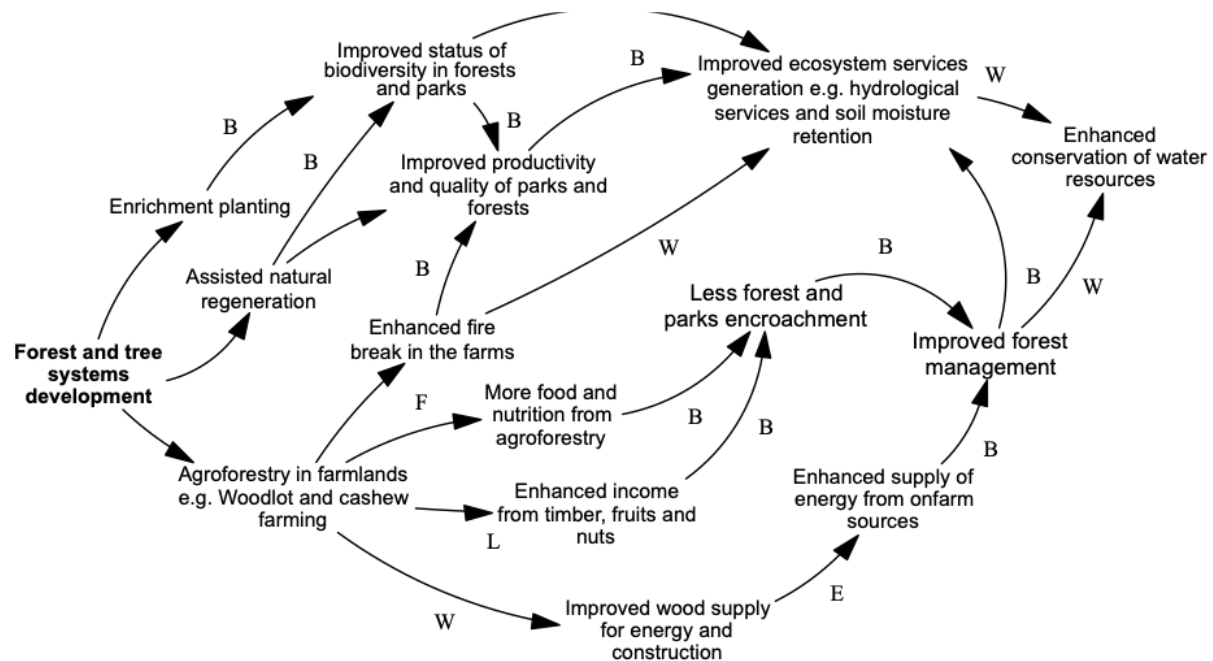 Improved status of
biodiversity in forests
and parks
B
Improved ecosystem services
generation e.g. hydrological
services and soil moisture
retention
W
Enhanced
conservation of water
resources
B
B
B
Improved productivity
and quality of parks and
forests
Enrichment planting
Assisted natural
regeneration
B
W
B
Less forest and
parks encroachment
B
W
Enhanced fire
break in the farms
Improved forest
management
Forest and tree
systems
development
F
More food and
nutrition from
agroforestry
B
B
B
Agroforestry in farmlands
e.g. Woodlot and cashew
farming
Enhanced income
from timber, fruits and
nuts
L
Enhanced supply of
energy from onfarm
sources
E
W
Improved wood supply
for energy and
construction